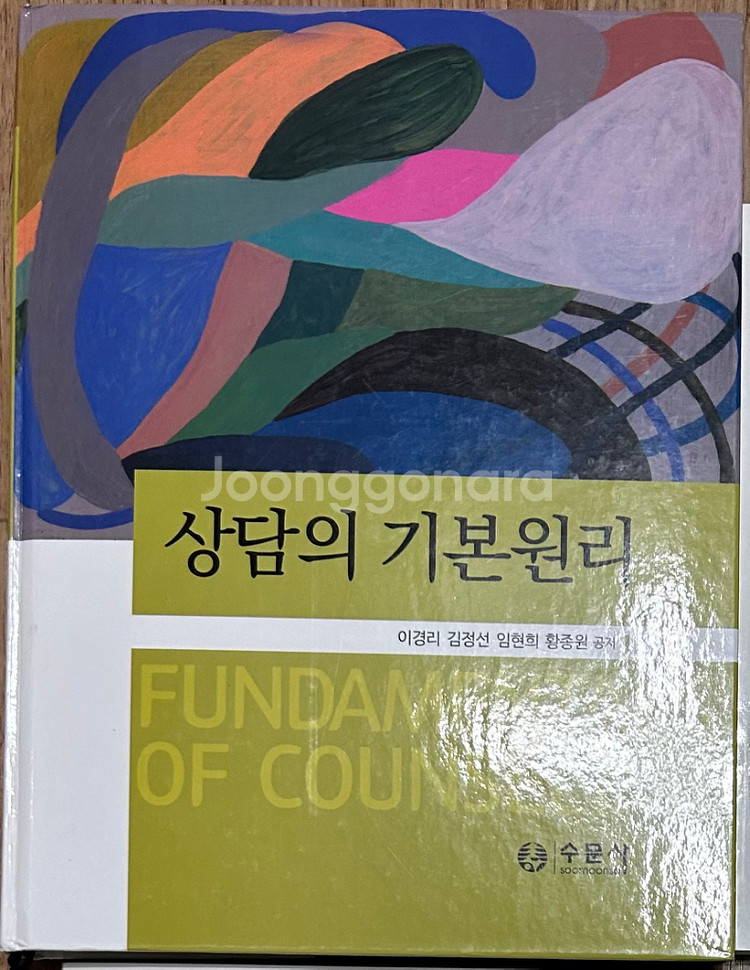 Joonggonara
상담의 기본원리
이경리 김정선 임현희 황종원 공저
FUNDAM
OF COUN
수문사
soomoonsa